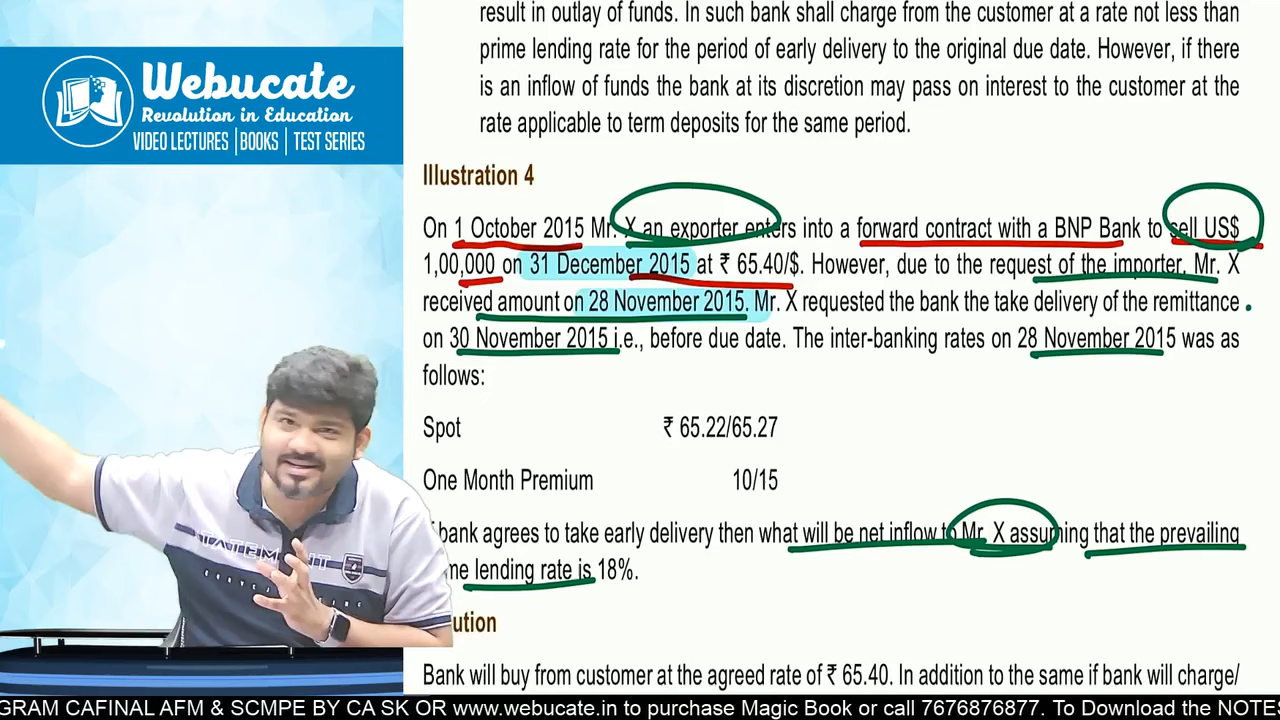 result in outlay of funds. In such bank shall charge from the customer at a rate not less than
prime lending rate for the period of early delivery to the original due date. However, if there
is an inflow of funds the bank at its discretion may pass on interest to the customer at the
rate applicable to term deposits for the same period.
Webucate
Revolution in Education
VIDEO LECTURES | BOOKS | TEST SERIES
Illustration 4
On 1 October 2015 Mr. X an exporter enters into a forward contract with a BNP Bank to sell US$
1,00,000 on 31 December 2015 at ₹ 65.40/$. However, due to the request of the importer, Mr. X
received amount on 28 November 2015. Mr. X requested the bank the take delivery of the remittance
on 30 November 2015 i.e., before due date. The inter-banking rates on 28 November 2015 was as
follows:
Spot ₹ 65.22/65.27
One Month Premium 10/15
bank agrees to take early delivery then what will be net inflow to Mr. X assuming that the prevailing
me lending rate is 18%.
ution
Bank will buy from customer at the agreed rate of ₹ 65.40. In addition to the same if bank will charge/
GRAM CAFINAL AFM & SCMPE BY CA SK OR www.webucate.in to purchase Magic Book or call 7676876877. To Download the NOTES